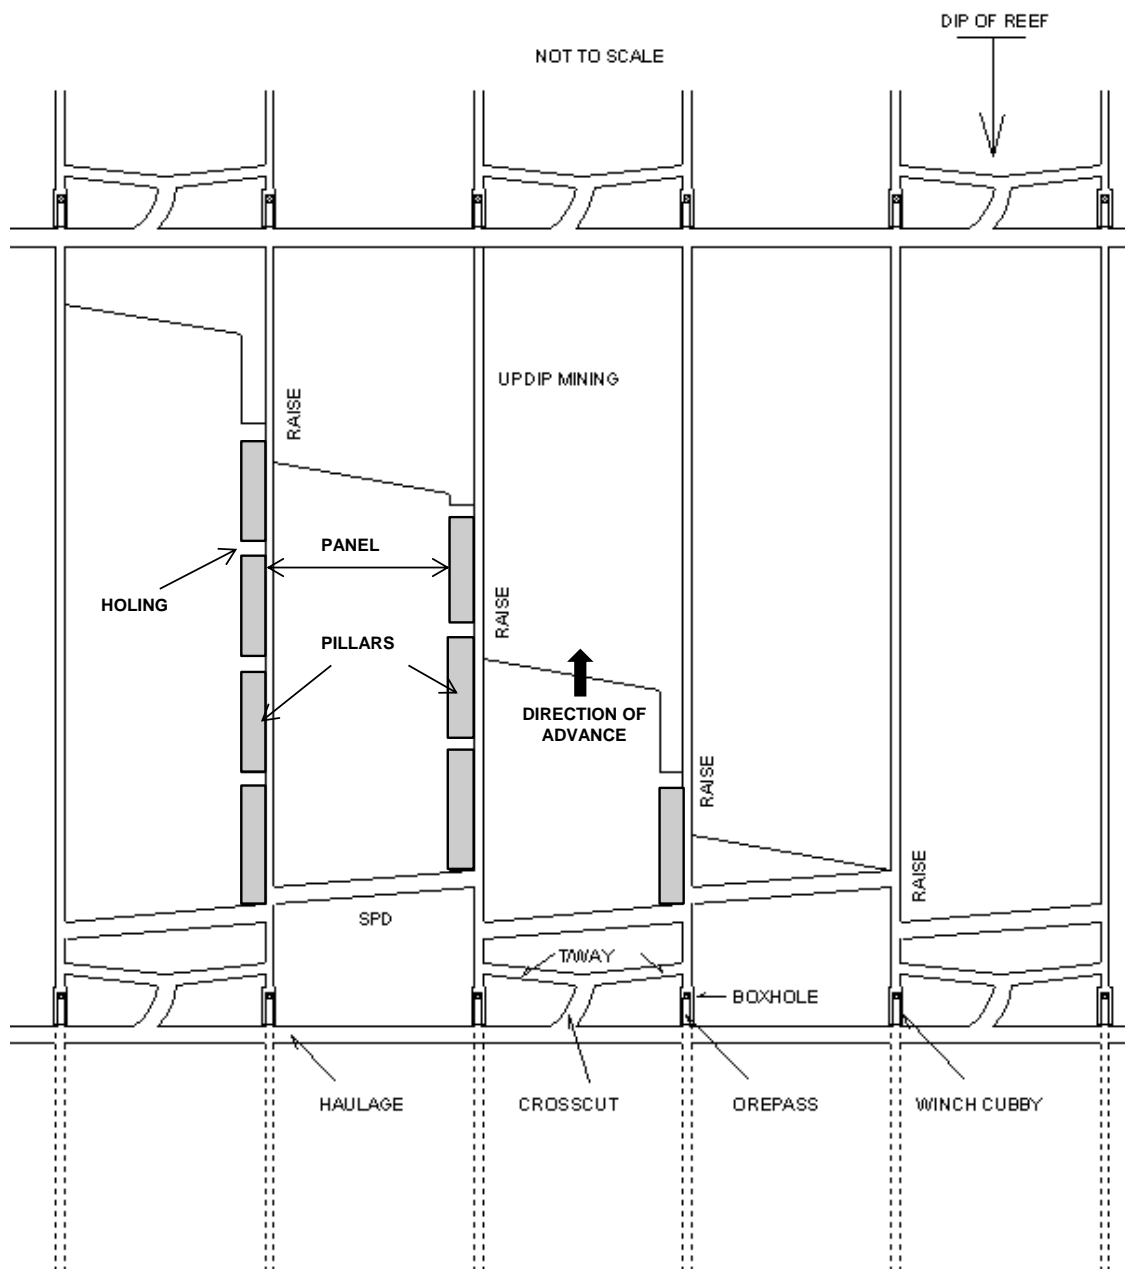 DIP OF REEF
NOT TO SCALE
UPDIP MINING
RAISE
PANEL
HOLING
RAISE
PILLARS
DIRECTION OF
ADVANCE
RAISE
RAISE
SPD
T/WAY
BOXHOLE
HAULAGE
CROSSCUT
OREPASS
WINCH CUBBY